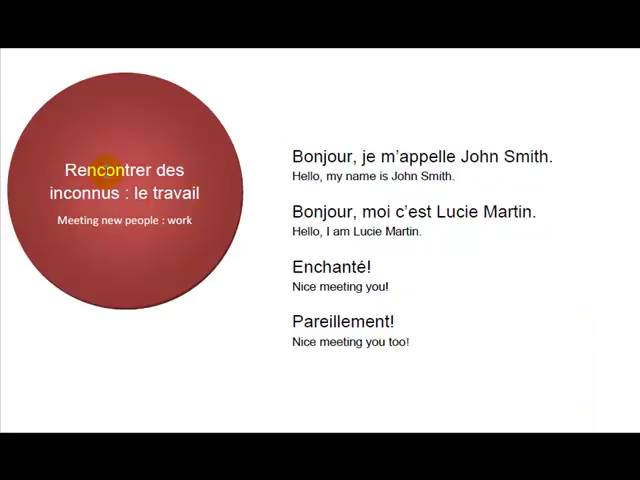 Rencontrer des
inconnus : le travail
Meeting new people : work
Bonjour, je m'appelle John Smith.
Hello, my name is John Smith.
Bonjour, moi c'est Lucie Martin.
Hello, I am Lucie Martin.
Enchanté!
Nice meeting you!
Pareillement!
Nice meeting you too!